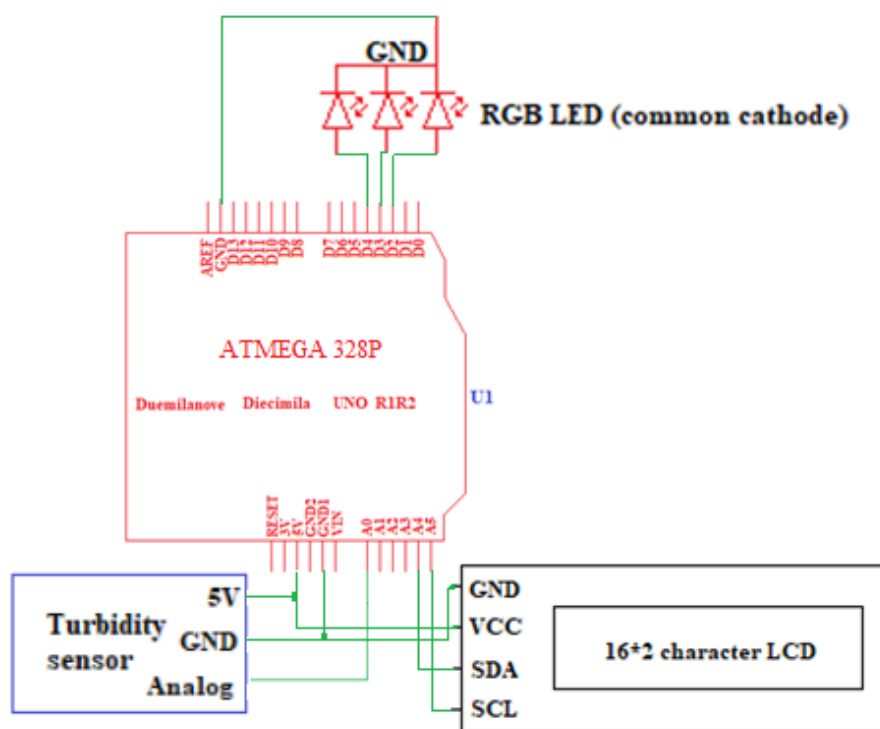 GND
RGB LED (common cathode)
AREF
GND
D13
D12
D11
D10
D9
D8
D7
D6
D5
D4
D3
D2
D1
D0
ATMEGA 328P
Duemilanove Diecimila UNO R1R2
U1
RESET
3V
5V
GND2
GND1
VIN
A0
A1
A2
A3
A4
A5
Turbidity
sensor
5V
GND
Analog
GND
VCC
SDA
SCL
16*2 character LCD